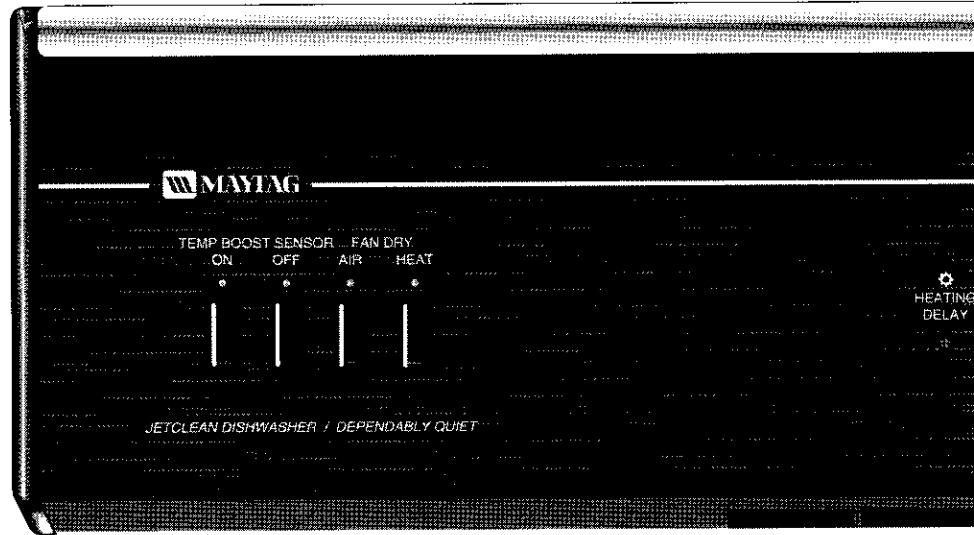 MAYTAG
TEMP BOOST SENSOR FAN DRY
ON OFF AIR HEAT
HEATING
DELAY
JETCLEAN DISHWASHER / DEPENDABLY QUIET